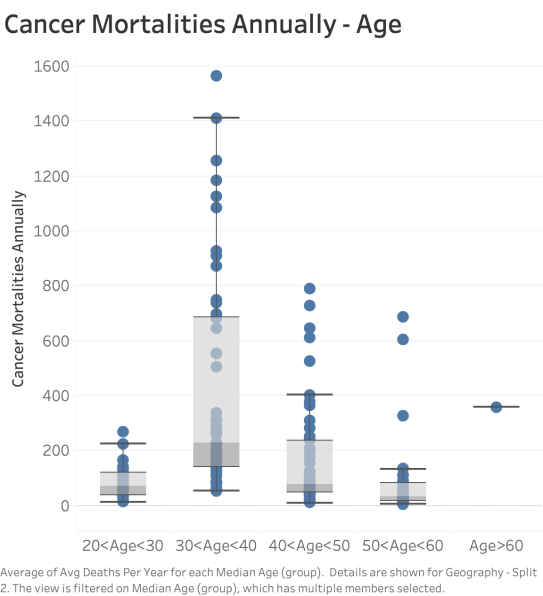 Cancer Mortalities Annually - Age
1600
1400
1200
1000
800
600
400
200
0
Cancer Mortalities Annually
20<Age<30 30<Age<40 40<Age<50 50<Age<60 Age>60
Average of Avg Deaths Per Year for each Median Age (group). Details are shown for Geography - Split
2. The view is filtered on Median Age (group), which has multiple members selected.